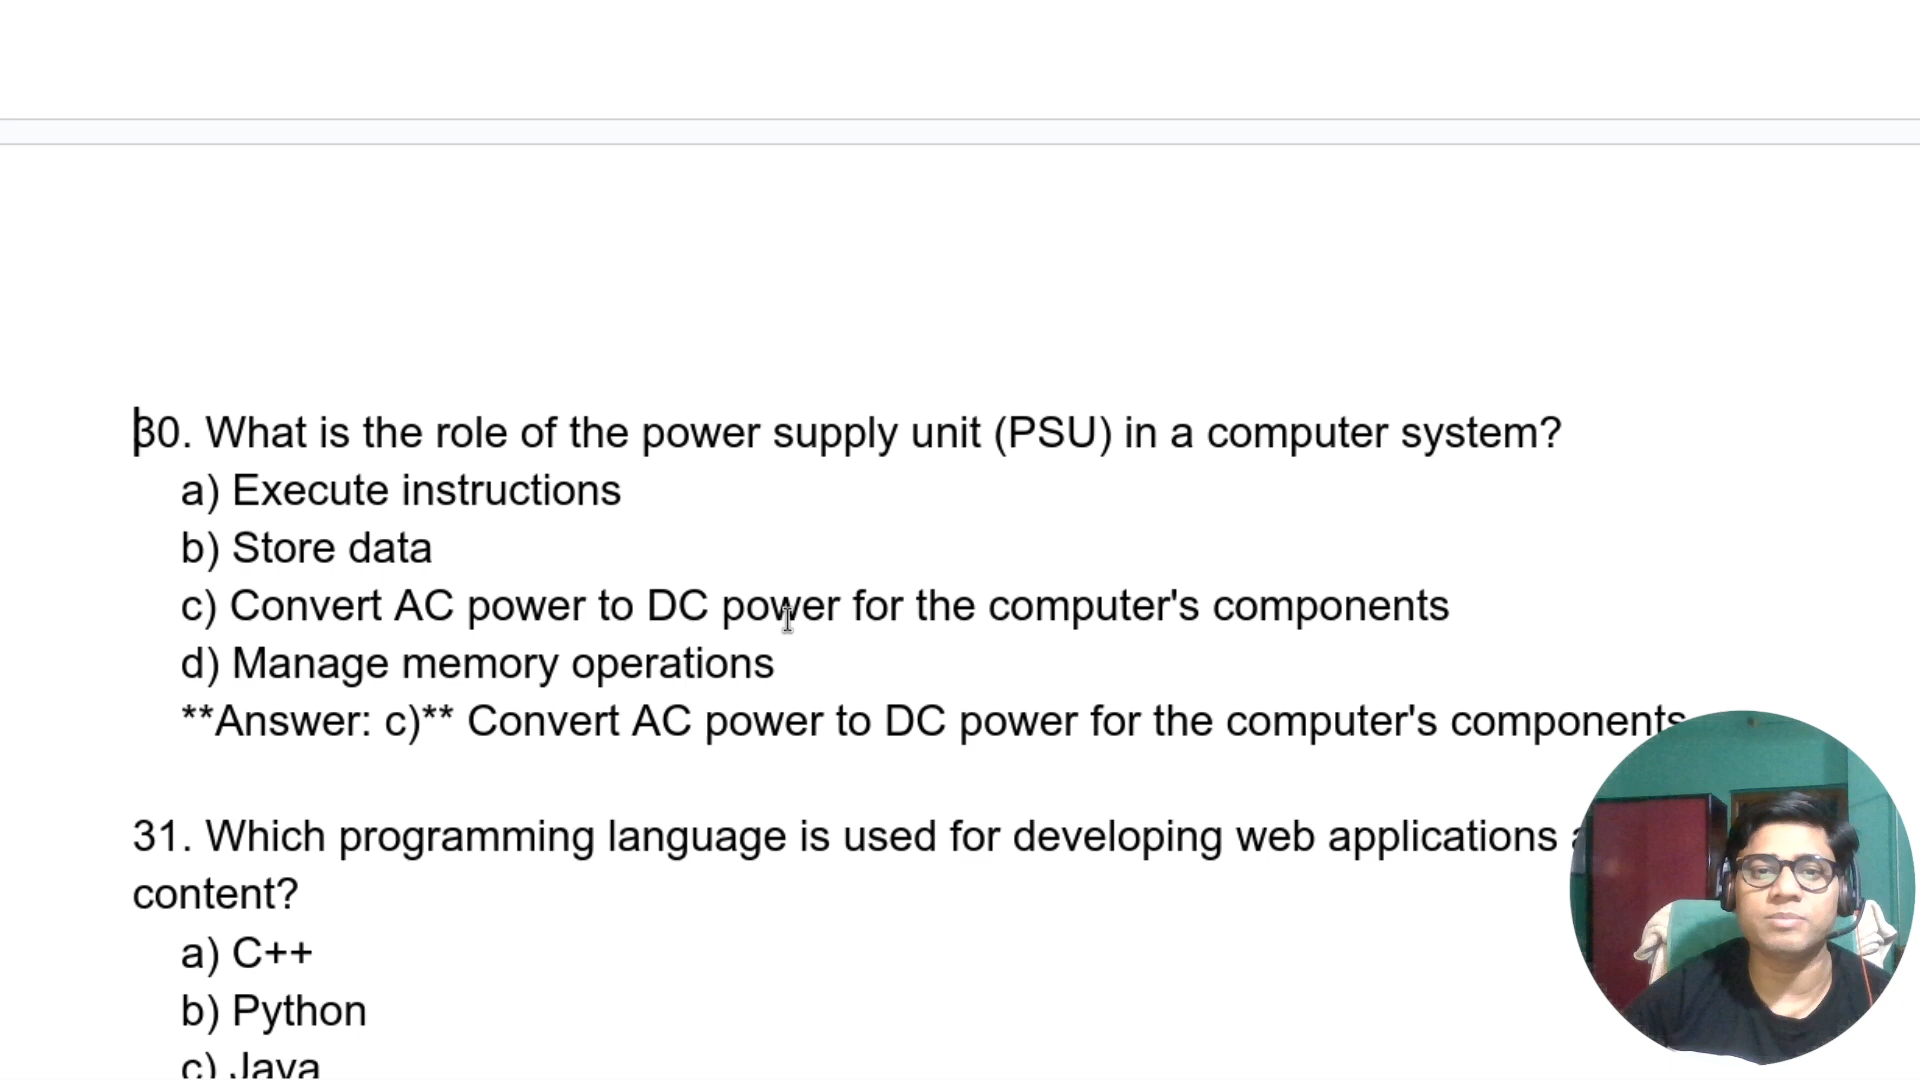 30. What is the role of the power supply unit (PSU) in a computer system?
a) Execute instructions
b) Store data
c) Convert AC power to DC power for the computer's components
d) Manage memory operations
**Answer: c)** Convert AC power to DC power for the computer's components
31. Which programming language is used for developing web applications
content?
a) C++
b) Python
c) Java